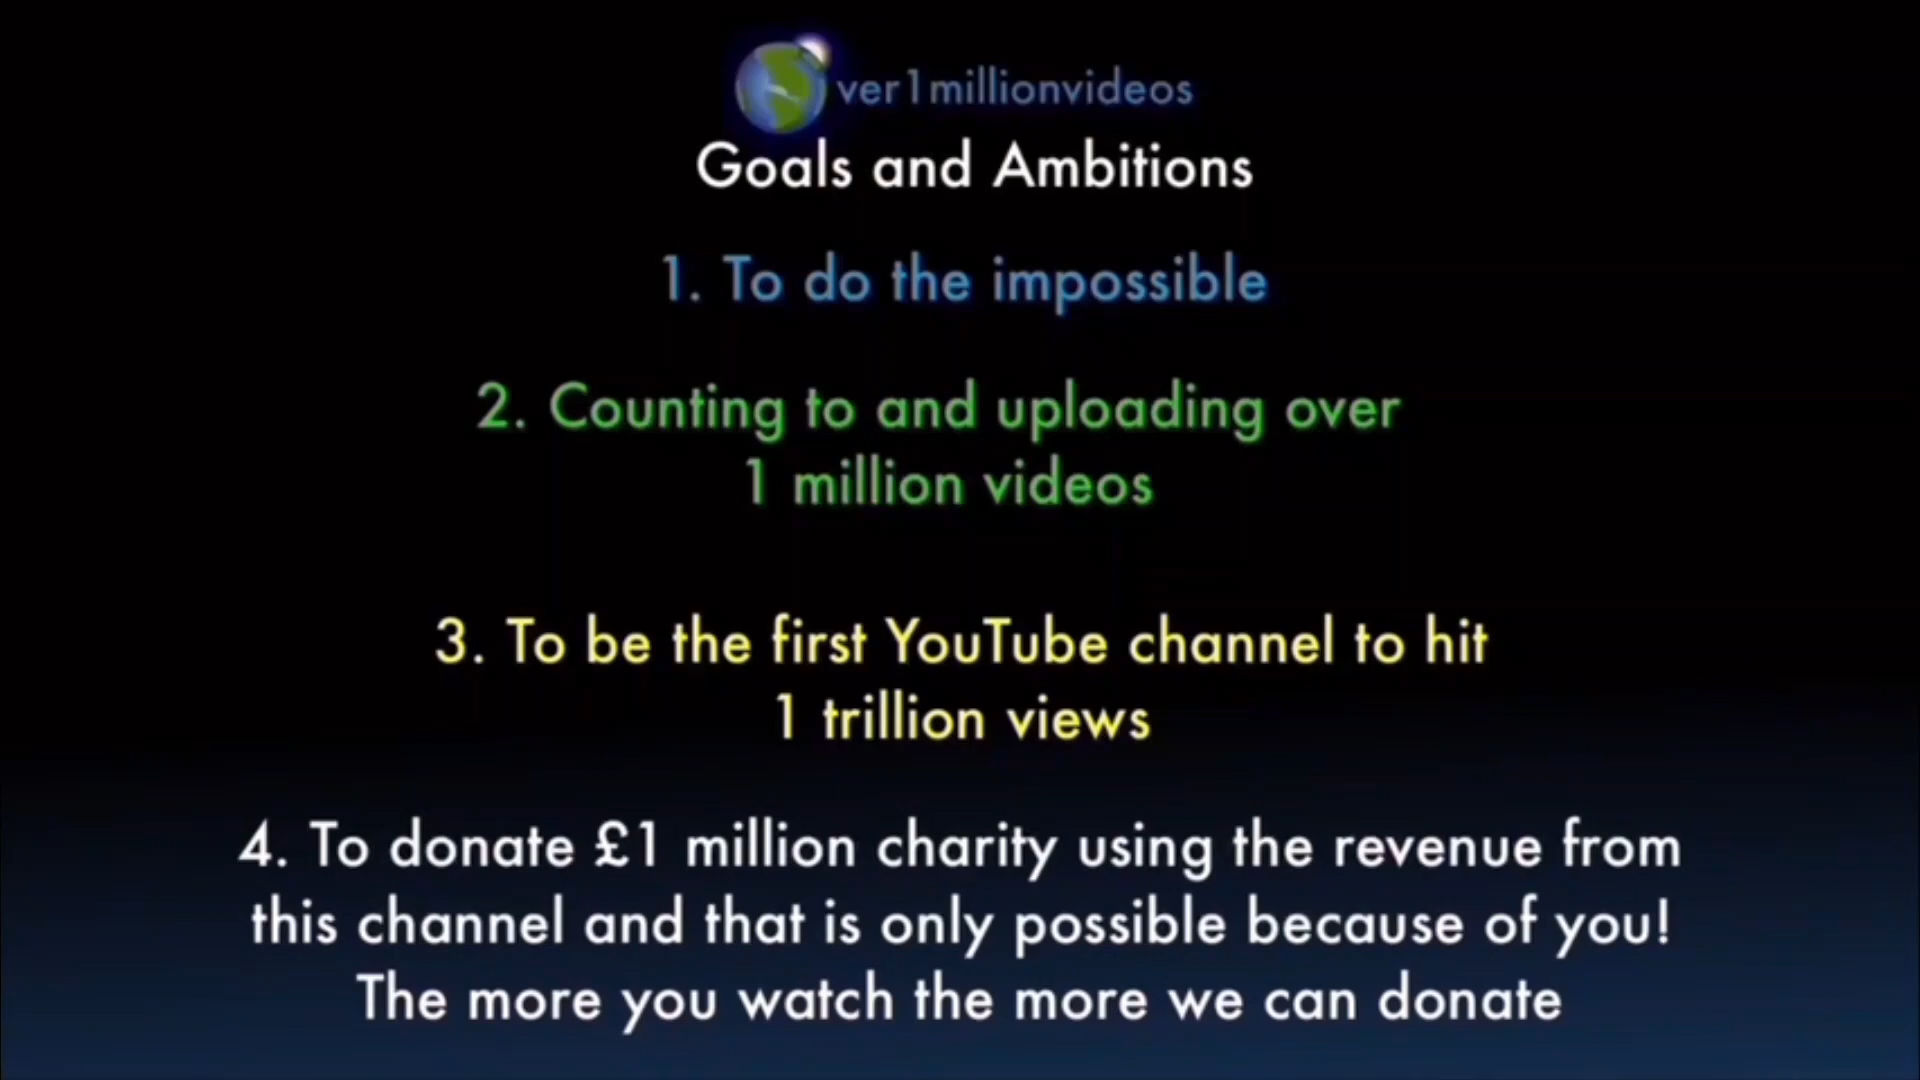 ver1millionvideos
Goals and Ambitions
1. To do the impossible
2. Counting to and uploading over
1 million videos
3. To be the first YouTube channel to hit
1 trillion views
4. To donate £1 million charity using the revenue from
this channel and that is only possible because of you!
The more you watch the more we can donate